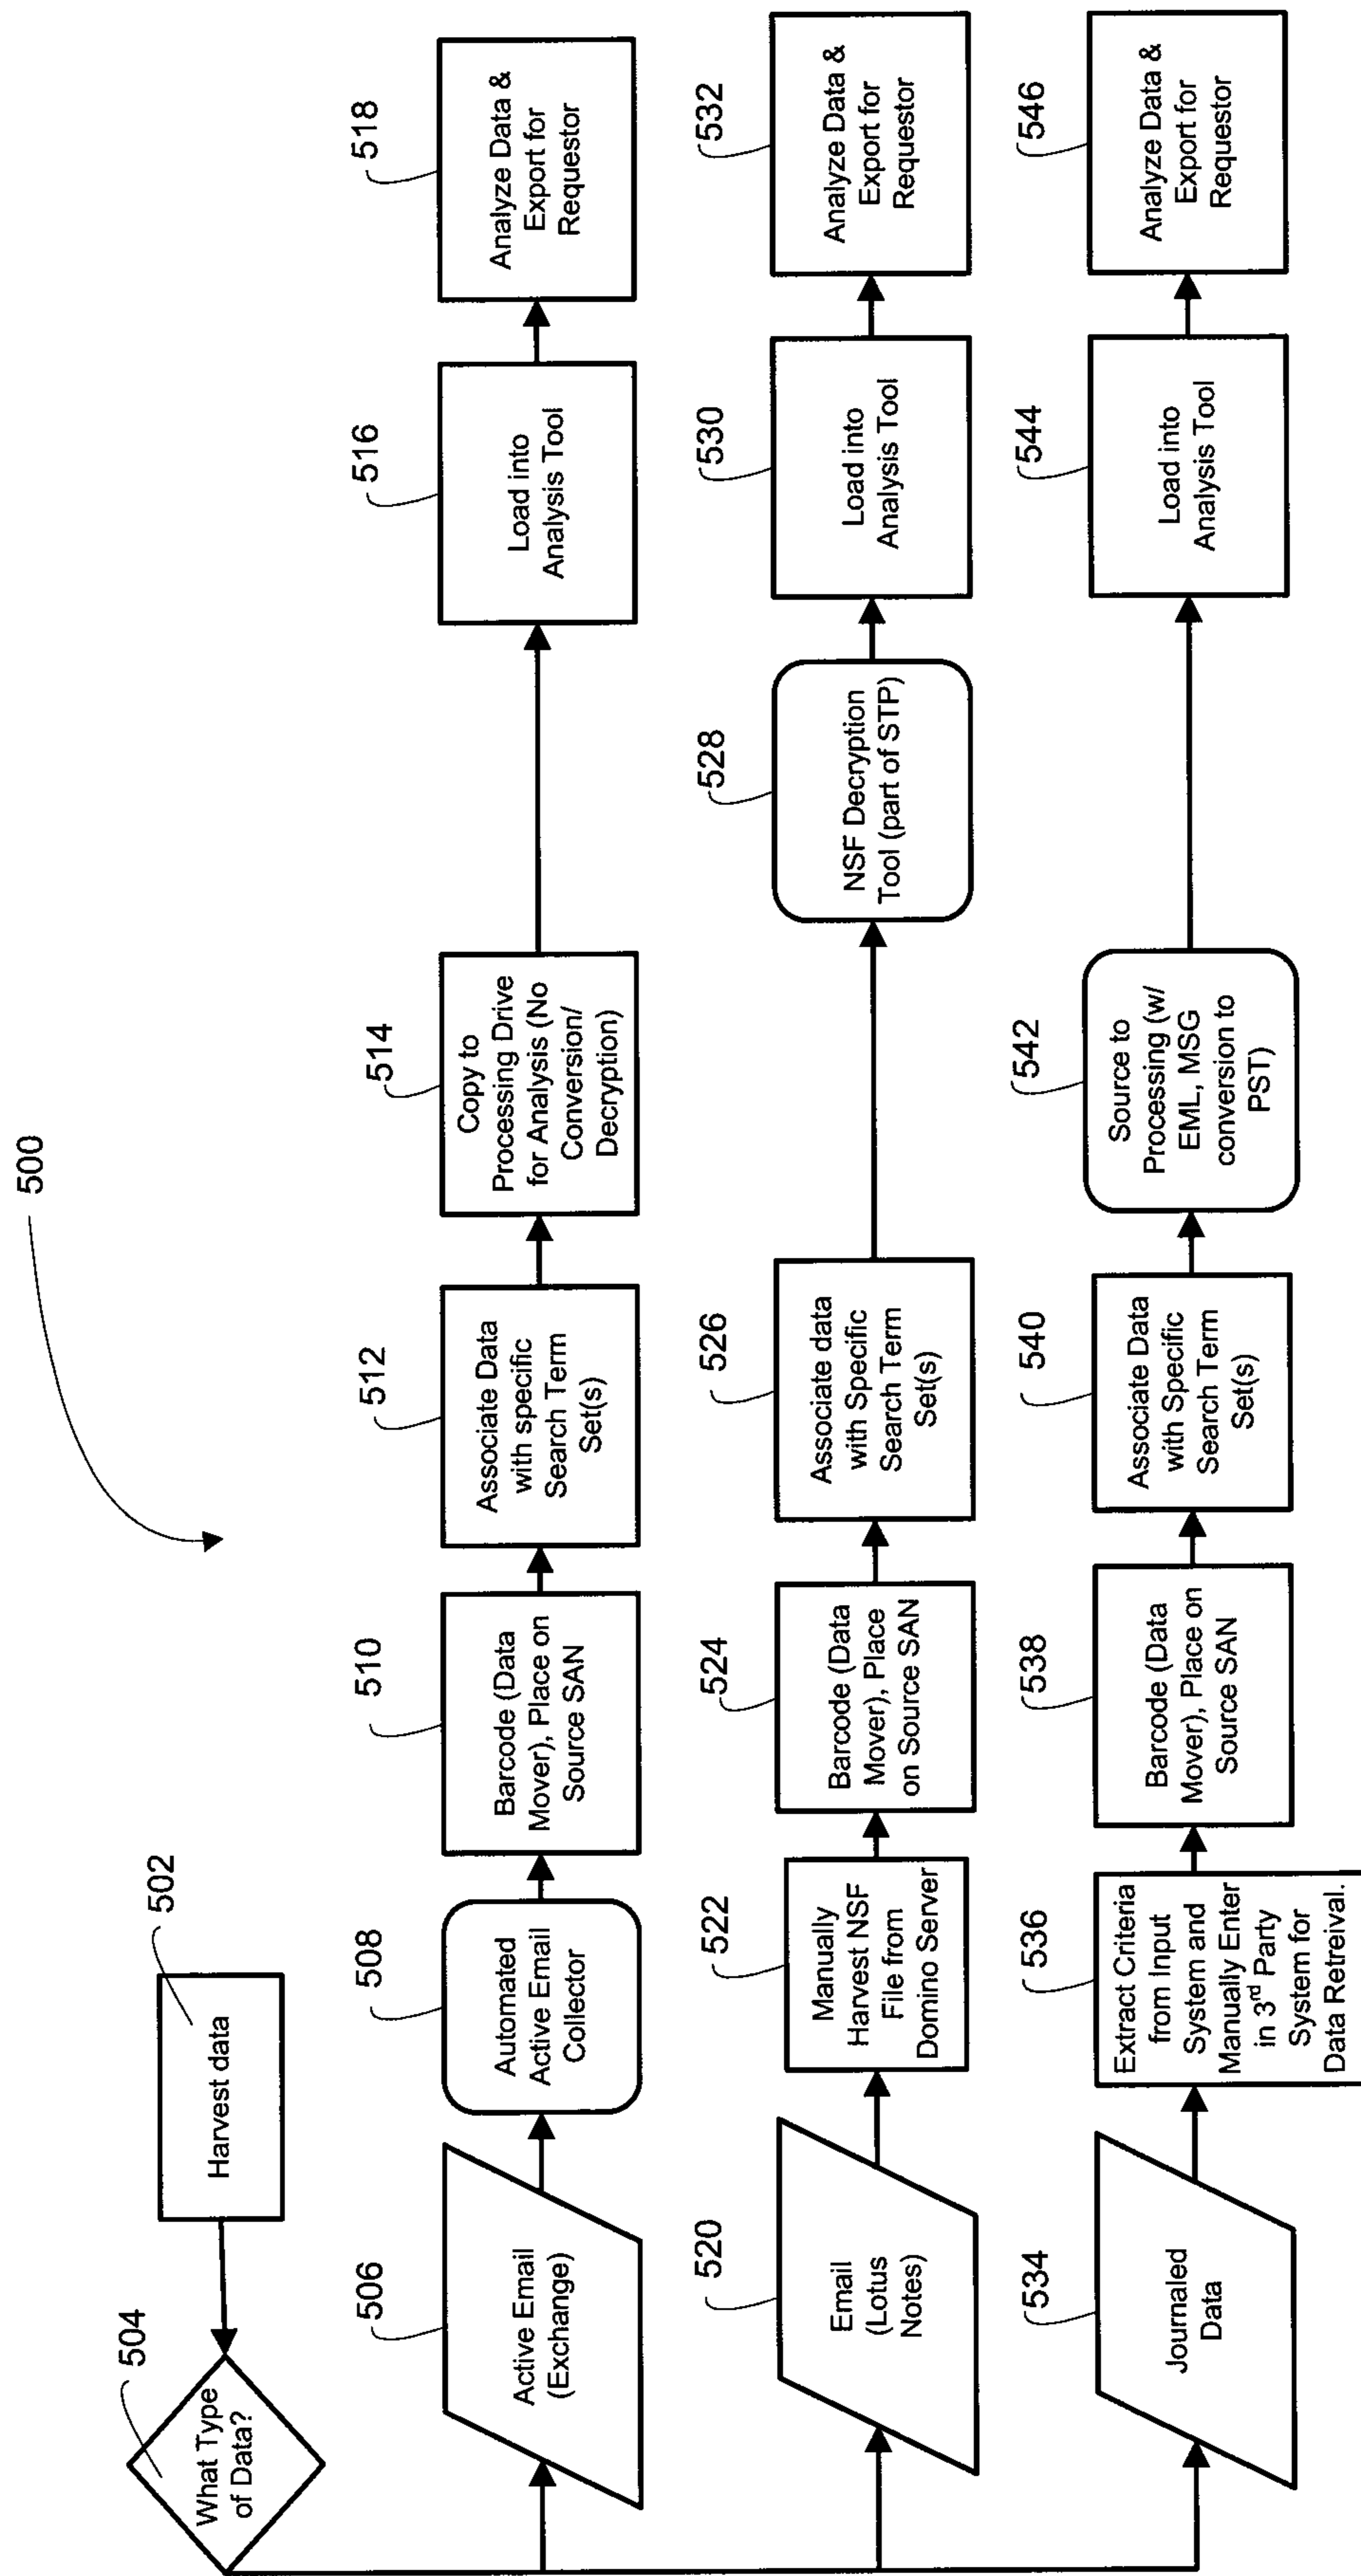 500
502
Harvest data
504
What Type
of Data?
506
Active Email
(Exchange)
508
Automated
Active Email
Collector
510
Barcode (Data
Mover), Place on
Source SAN
512
Associate Data
with specific
Search Term
Set(s)
514
Copy to
Processing Drive
for Analysis (No
Conversion/
Decryption)
516
Load into
Analysis Tool
518
Analyze Data &
Export for
Requestor
520
Email
(Lotus
Notes)
522
Manually
Harvest NSF
File from
Domino Server
524
Barcode (Data
Mover), Place
on Source SAN
526
Associate data
with Specific
Search Term
Set(s)
528
NSF Decryption
Tool (part of STP)
530
Load into
Analysis Tool
532
Analyze Data &
Export for
Requestor
534
Journaled
Data
536
Extract Criteria
from Input
System and
Manually Enter
in 3rd Party
System for
Data Retreival.
538
Barcode (Data
Mover), Place on
Source SAN
540
Associate Data
with Specific
Search Term
Set(s)
542
Source to
Processing (w/
EML, MSG
conversion to
PST)
544
Load into
Analysis Tool
546
Analyze Data &
Export for
Requestor